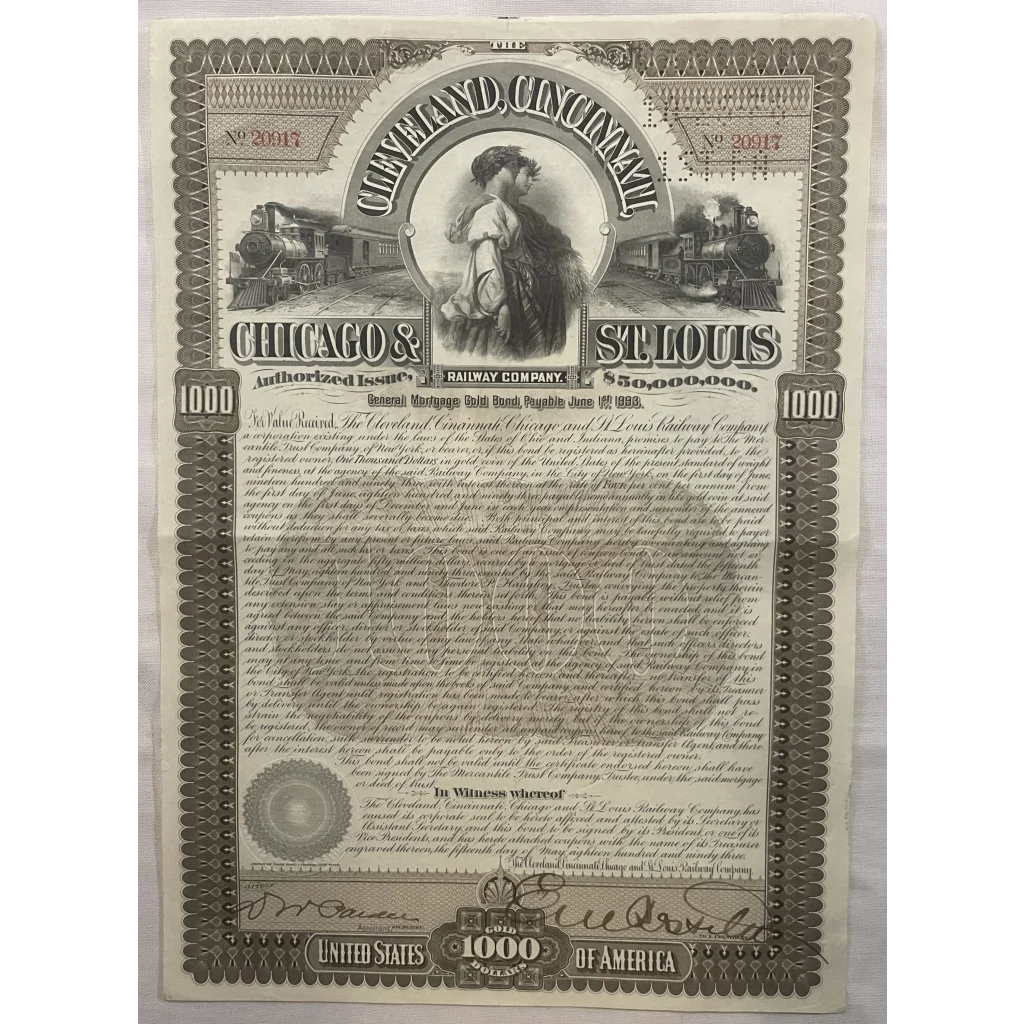 THE
CLEVELAND, CINCINNATI,
Nº 20917
Nº 20917
CHICAGO & ST. LOUIS
RAILWAY COMPANY.
Authorized Issue, $50,000,000.
General Mortgage Gold Bond, Payable June 1st, 1993.
1000
1000
For Value Received, The Cleveland, Cincinnati, Chicago and St. Louis Railway Company,
a corporation existing under the laws of the States of Ohio and Indiana, promises to pay to The Mer-
cantile Trust Company, of New York, or bearer, or, if this bond be registered as hereinafter provided, to the
registered owner, One Thousand Dollars, in gold coin of the United States of the present standard of weight
and fineness, at the agency of the said Railway Company, in the City of New York, on the first day of June,
nineteen hundred and ninety three, with interest thereon at the rate of FOUR per cent per annum from
the first day of June, eighteen hundred and ninety three, payable semi annually in like gold coin at said
agency on the first days of December and June in each year on presentation and surrender of the annexed
coupons as they shall severally become due. Both principal and interest of this bond are to be paid
without deduction for any tax or taxes which said Railway Company may be lawfully required to pay or
retain therefrom by any present or future laws, said Railway Company hereby covenanting and agreeing
to pay any and all such tax or taxes. This bond is one of an issue of coupon bonds, to an amount not ex-
ceeding in the aggregate fifty million dollars, secured by a mortgage or deed of trust dated the fifteenth
day of May, eighteen hundred and ninety three, executed by the said Railway Company to The Mercan-
tile Trust Company of New York and Theodore P. Haughey, Trustees, conveying the property therein
described upon the terms and conditions therein set forth. This bond is payable without relief from
any extension, stay or appraisement laws now existing or that may hereafter be enacted, and it is
agreed between the said Company and the holders hereof that no liability hereon shall be enforced
against any officer, director or stockholder of said Company, or against the estate of such officer,
director or stockholder by virtue of any law of any State whatever, and that such officers, directors
and stockholders do not assume any personal liability on this bond. The ownership of this bond
may at any time and from time to time be registered at the agency of said Railway Company, in
the City of New York, the registration to be certified hereon, and thereafter no transfer of this
bond shall be valid unless made upon the books of said Company and certified hereon by its Treasurer
or Transfer Agent until registration has been made to bearer, after which this bond shall pass
by delivery until the ownership be again registered. The registry of this bond shall not re-
strain the negotiability of the coupons by delivery merely, but if the ownership of this bond
be registered, the owner of record may surrender all unpaid coupons hereof to the said Railway Company
for cancellation, such surrender to be noted hereon by said Treasurer or Transfer Agent, and there-
after the interest hereon shall be payable only to the order of the registered owner.
This bond shall not be valid until the certificate endorsed hereon, shall have
been signed by The Mercantile Trust Company, Trustee, under the said mortgage
or deed of trust.
In Witness whereof
The Cleveland, Cincinnati, Chicago and St. Louis Railway Company, has
caused its corporate seal to be hereto affixed and attested by its Secretary or
Assistant Secretary, and this bond to be signed by its President, or one of its
Vice Presidents, and has hereto attached coupons with the name of its Treasurer
engraved thereon, the fifteenth day of May, eighteen hundred and ninety three.
The Cleveland, Cincinnati, Chicago and St. Louis Railway Company,
ATTEST
Assistant SECRETARY.
VICE PRESIDENT
UNITED STATES
GOLD
1000
DOLLARS
OF AMERICA